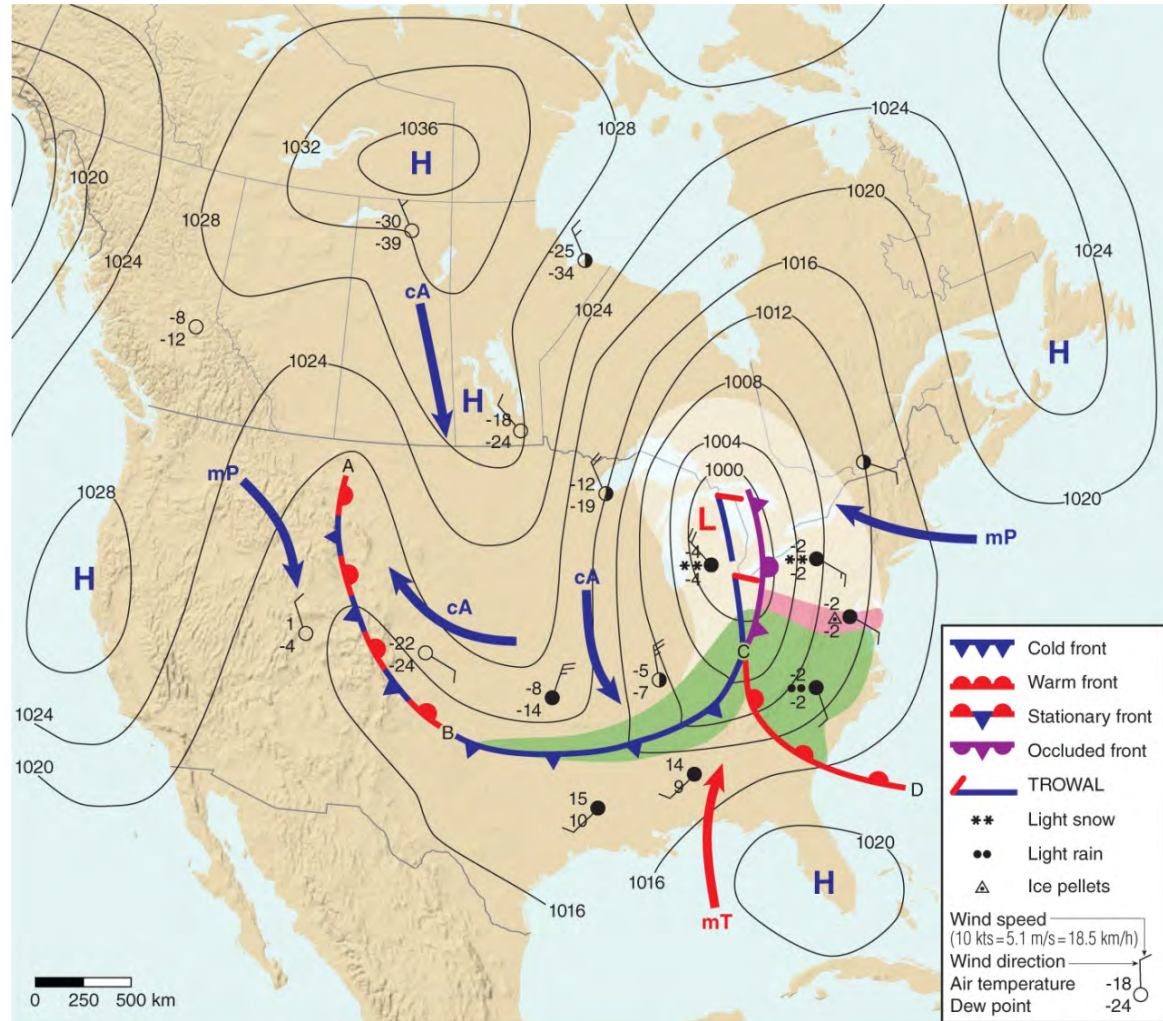 1024
1036
1028
1032
H
1020
1020
1028
-30
-39
-25
-34
1024
1016
1024
cA
1024
1012
-8
-12
H
1024
1008
H
-18
-24
A
1004
mP
1000
1020
-12
-19
1028
L
mP
-4
**
-4
-2
**
-2
H
cA
cA
1
-4
-2
-2
-22
-24
C
-5
-7
-8
-14
-2
-2
B
1024
14
9
D
1020
15
10
1020
H
1016
1016
mT
0 250 500 km
Cold front
Warm front
Stationary front
Occluded front
TROWAL
** Light snow
Light rain
Ice pellets
Wind speed
(10 kts = 5.1 m/s = 18.5 km/h)
Wind direction
Air temperature -18
Dew point -24